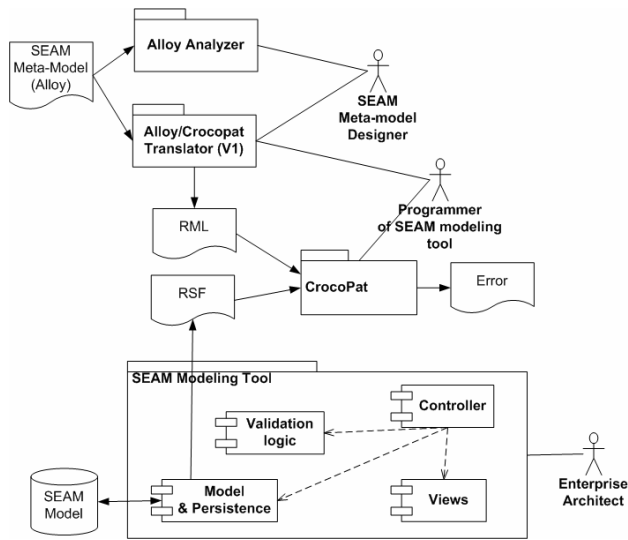 SEAM
Meta-Model
(Alloy)
Alloy Analyzer
SEAM
Meta-model
Designer
Alloy/Crocopat
Translator (V1)
Programmer
of SEAM modeling
tool
RML
RSF
CrocoPat
Error
SEAM Modeling Tool
Controller
Validation
logic
SEAM
Model
Model
& Persistence
Views
Enterprise
Architect